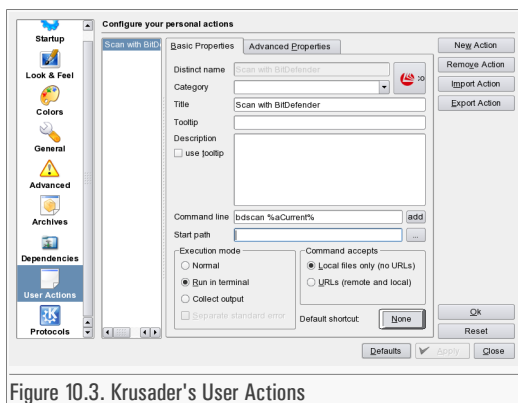 Configure your personal actions
Startup
Look & Feel
Colors
General
Advanced
Archives
Dependencies
User Actions
Protocols
Scan with BitD
Basic Properties
Advanced Properties
Distinct name
Scan with BitDefender
Category
Title
Scan with BitDefender
Tooltip
Description
use tooltip
Command line
bdscan %aCurrent%
add
Start path
...
Execution mode
Normal
Run in terminal
Collect output
Separate standard error
Command accepts
Local files only (no URLs)
URLs (remote and local)
Default shortcut:
None
New Action
Remove Action
Import Action
Export Action
Ok
Reset
Defaults
Apply
Close
Figure 10.3. Krusader's User Actions